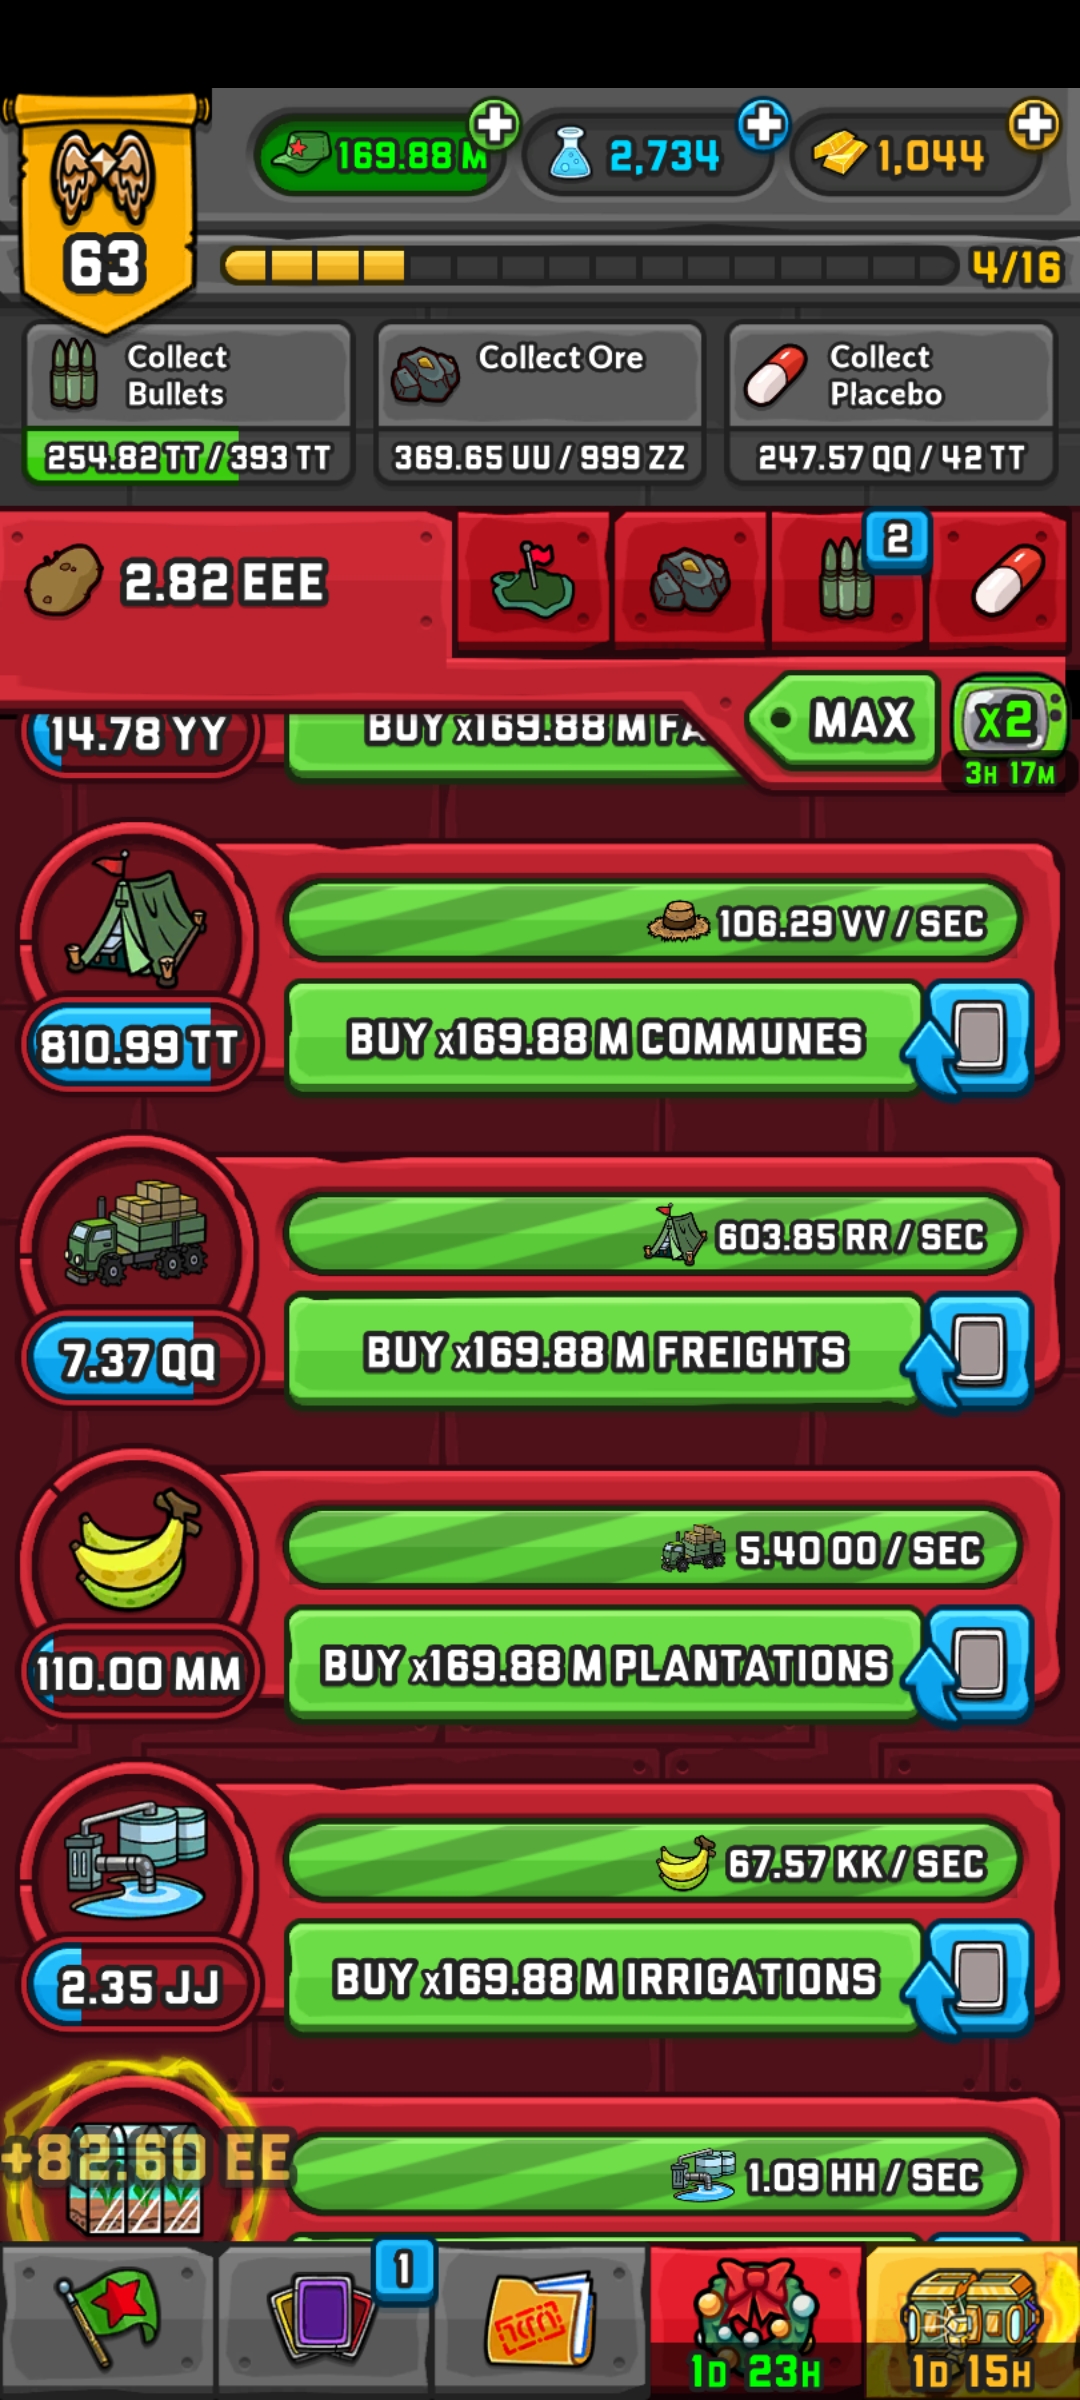 169.88 M
2,734
1,044
63
4/16
Collect
Bullets
254.82 TT / 393 TT
Collect Ore
369.65 UU / 999 ZZ
Collect
Placebo
247.57 QQ / 42 TT
2.82 EEE
2
MAX
x2
3H 17M
14.78 YY
BUY x169.88 M FA
106.29 VV / SEC
810.99 TT
BUY x169.88 M COMMUNES
603.85 RR / SEC
7.37 QQ
BUY x169.88 M FREIGHTS
5.40 OO / SEC
110.00 MM
BUY x169.88 M PLANTATIONS
67.57 KK / SEC
2.35 JJ
BUY x169.88 M IRRIGATIONS
+82.60 EE
1.09 HH / SEC
1
1D 23H
1D 15H